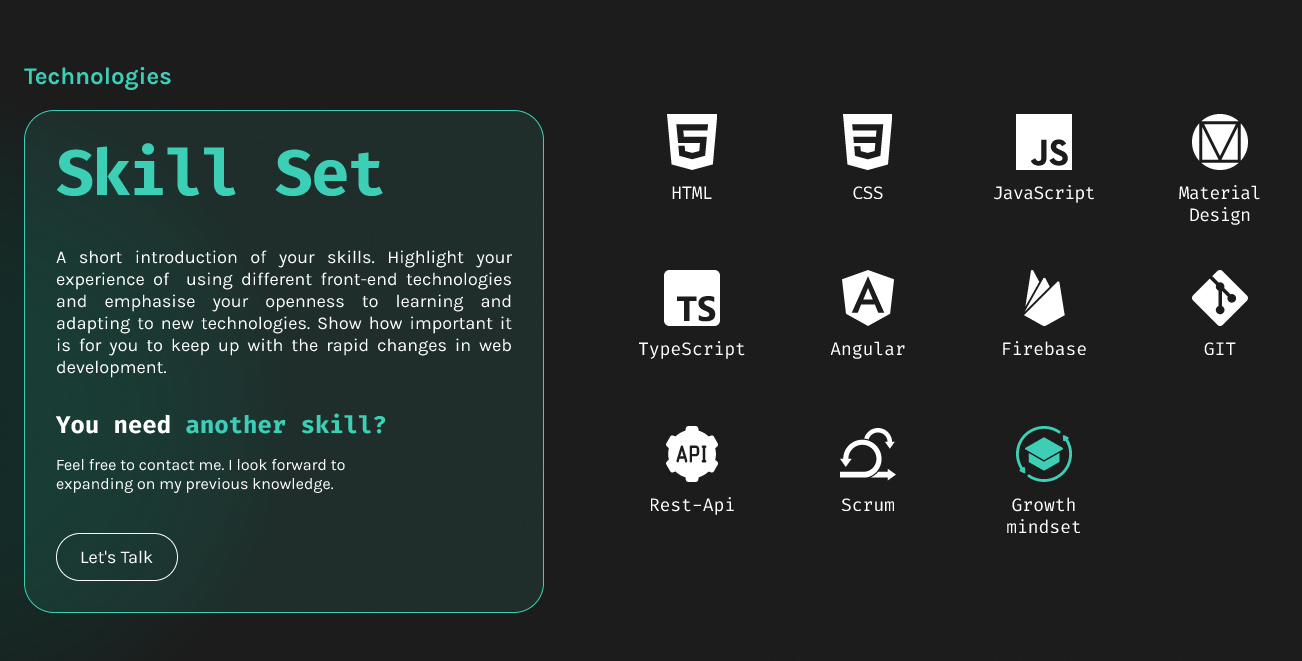 Technologies
Skill Set
A short introduction of your skills. Highlight your
experience of using different front-end technologies
and emphasise your openness to learning and
adapting to new technologies. Show how important it
is for you to keep up with the rapid changes in web
development.
You need another skill?
Feel free to contact me. I look forward to
expanding on my previous knowledge.
Let's Talk
HTML
CSS
JS
JavaScript
Material
Design
TS
TypeScript
Angular
Firebase
GIT
API
Rest-Api
Scrum
Growth
mindset